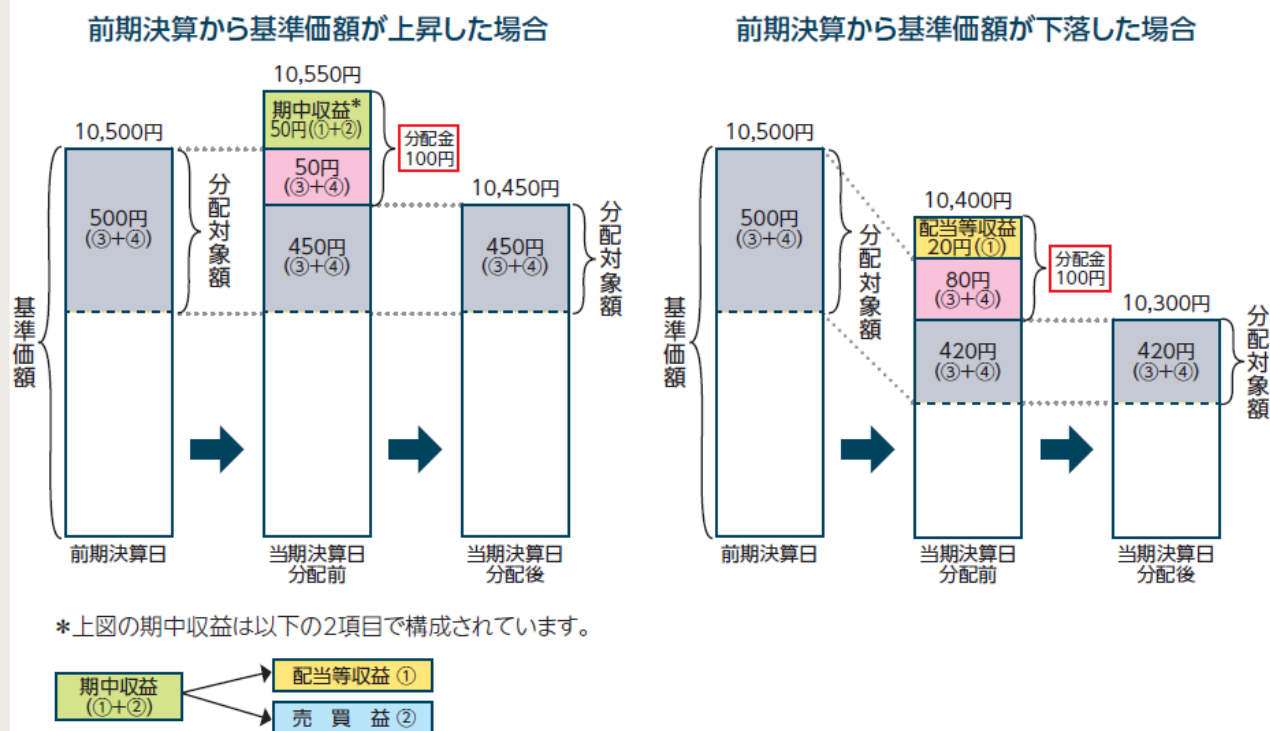 前期決算から基準価額が上昇した場合
10,500円
500円
(③+④)
分配対象額
基準価額
前期決算日
10,550円
期中収益*
50円(①+②)
50円
(③+④)
450円
(③+④)
分配金
100円
当期決算日
分配前
10,450円
450円
(③+④)
分配対象額
当期決算日
分配後
前期決算から基準価額が下落した場合
10,500円
500円
(③+④)
分配対象額
基準価額
前期決算日
10,400円
配当等収益
20円(①)
80円
(③+④)
420円
(③+④)
分配金
100円
当期決算日
分配前
10,300円
420円
(③+④)
分配対象額
当期決算日
分配後
*上図の期中収益は以下の2項目で構成されています。
期中収益
(①+②)
配当等収益 ①
売 買 益 ②